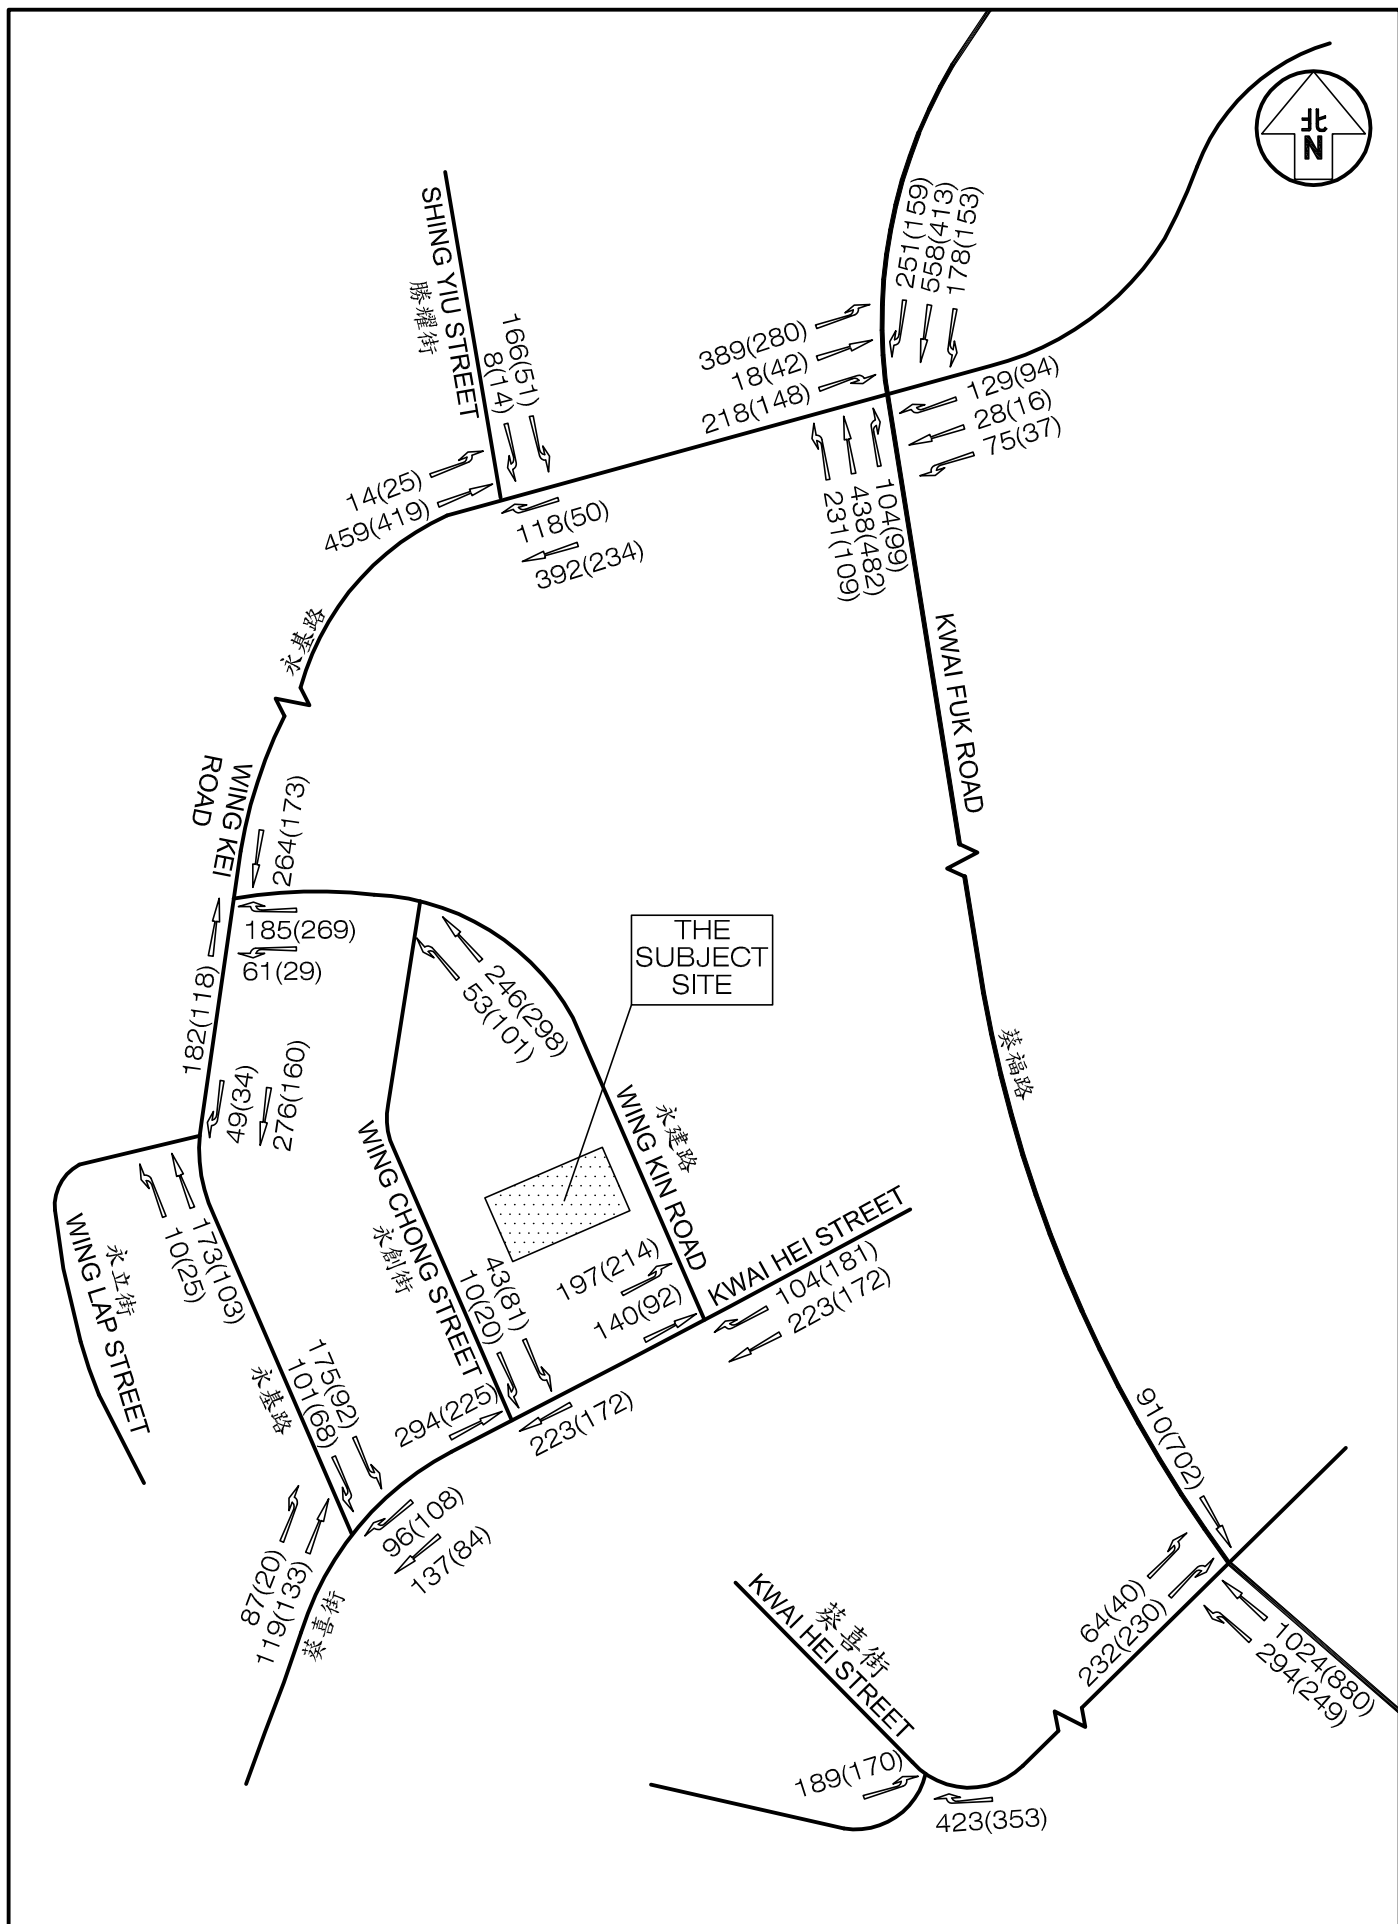 北
N
251(159)
558(413)
178(153)
SHING YIU STREET
勝耀街
166(51)
8(14)
389(280)
18(42)
218(148)
129(94)
28(16)
75(37)
14(25)
459(419)
118(50)
392(234)
104(99)
438(482)
231(109)
永基路
KWAI FUK ROAD
WING KEI
ROAD
264(173)
185(269)
61(29)
THE
SUBJECT
SITE
246(298)
53(101)
182(118)
葵福路
49(34)
276(160)
永建路
WING KIN ROAD
WING CHONG STREET
永創街
KWAI HEI STREET
173(103)
10(25)
永立街
WING LAP STREET
43(81)
10(20)
197(214)
140(92)
104(181)
223(172)
175(92)
101(68)
永基路
294(225)
223(172)
910(702)
96(108)
137(84)
87(20)
119(133)
葵喜街
64(40)
232(230)
葵喜街
KWAI HEI STREET
1024(880)
294(249)
189(170)
423(353)